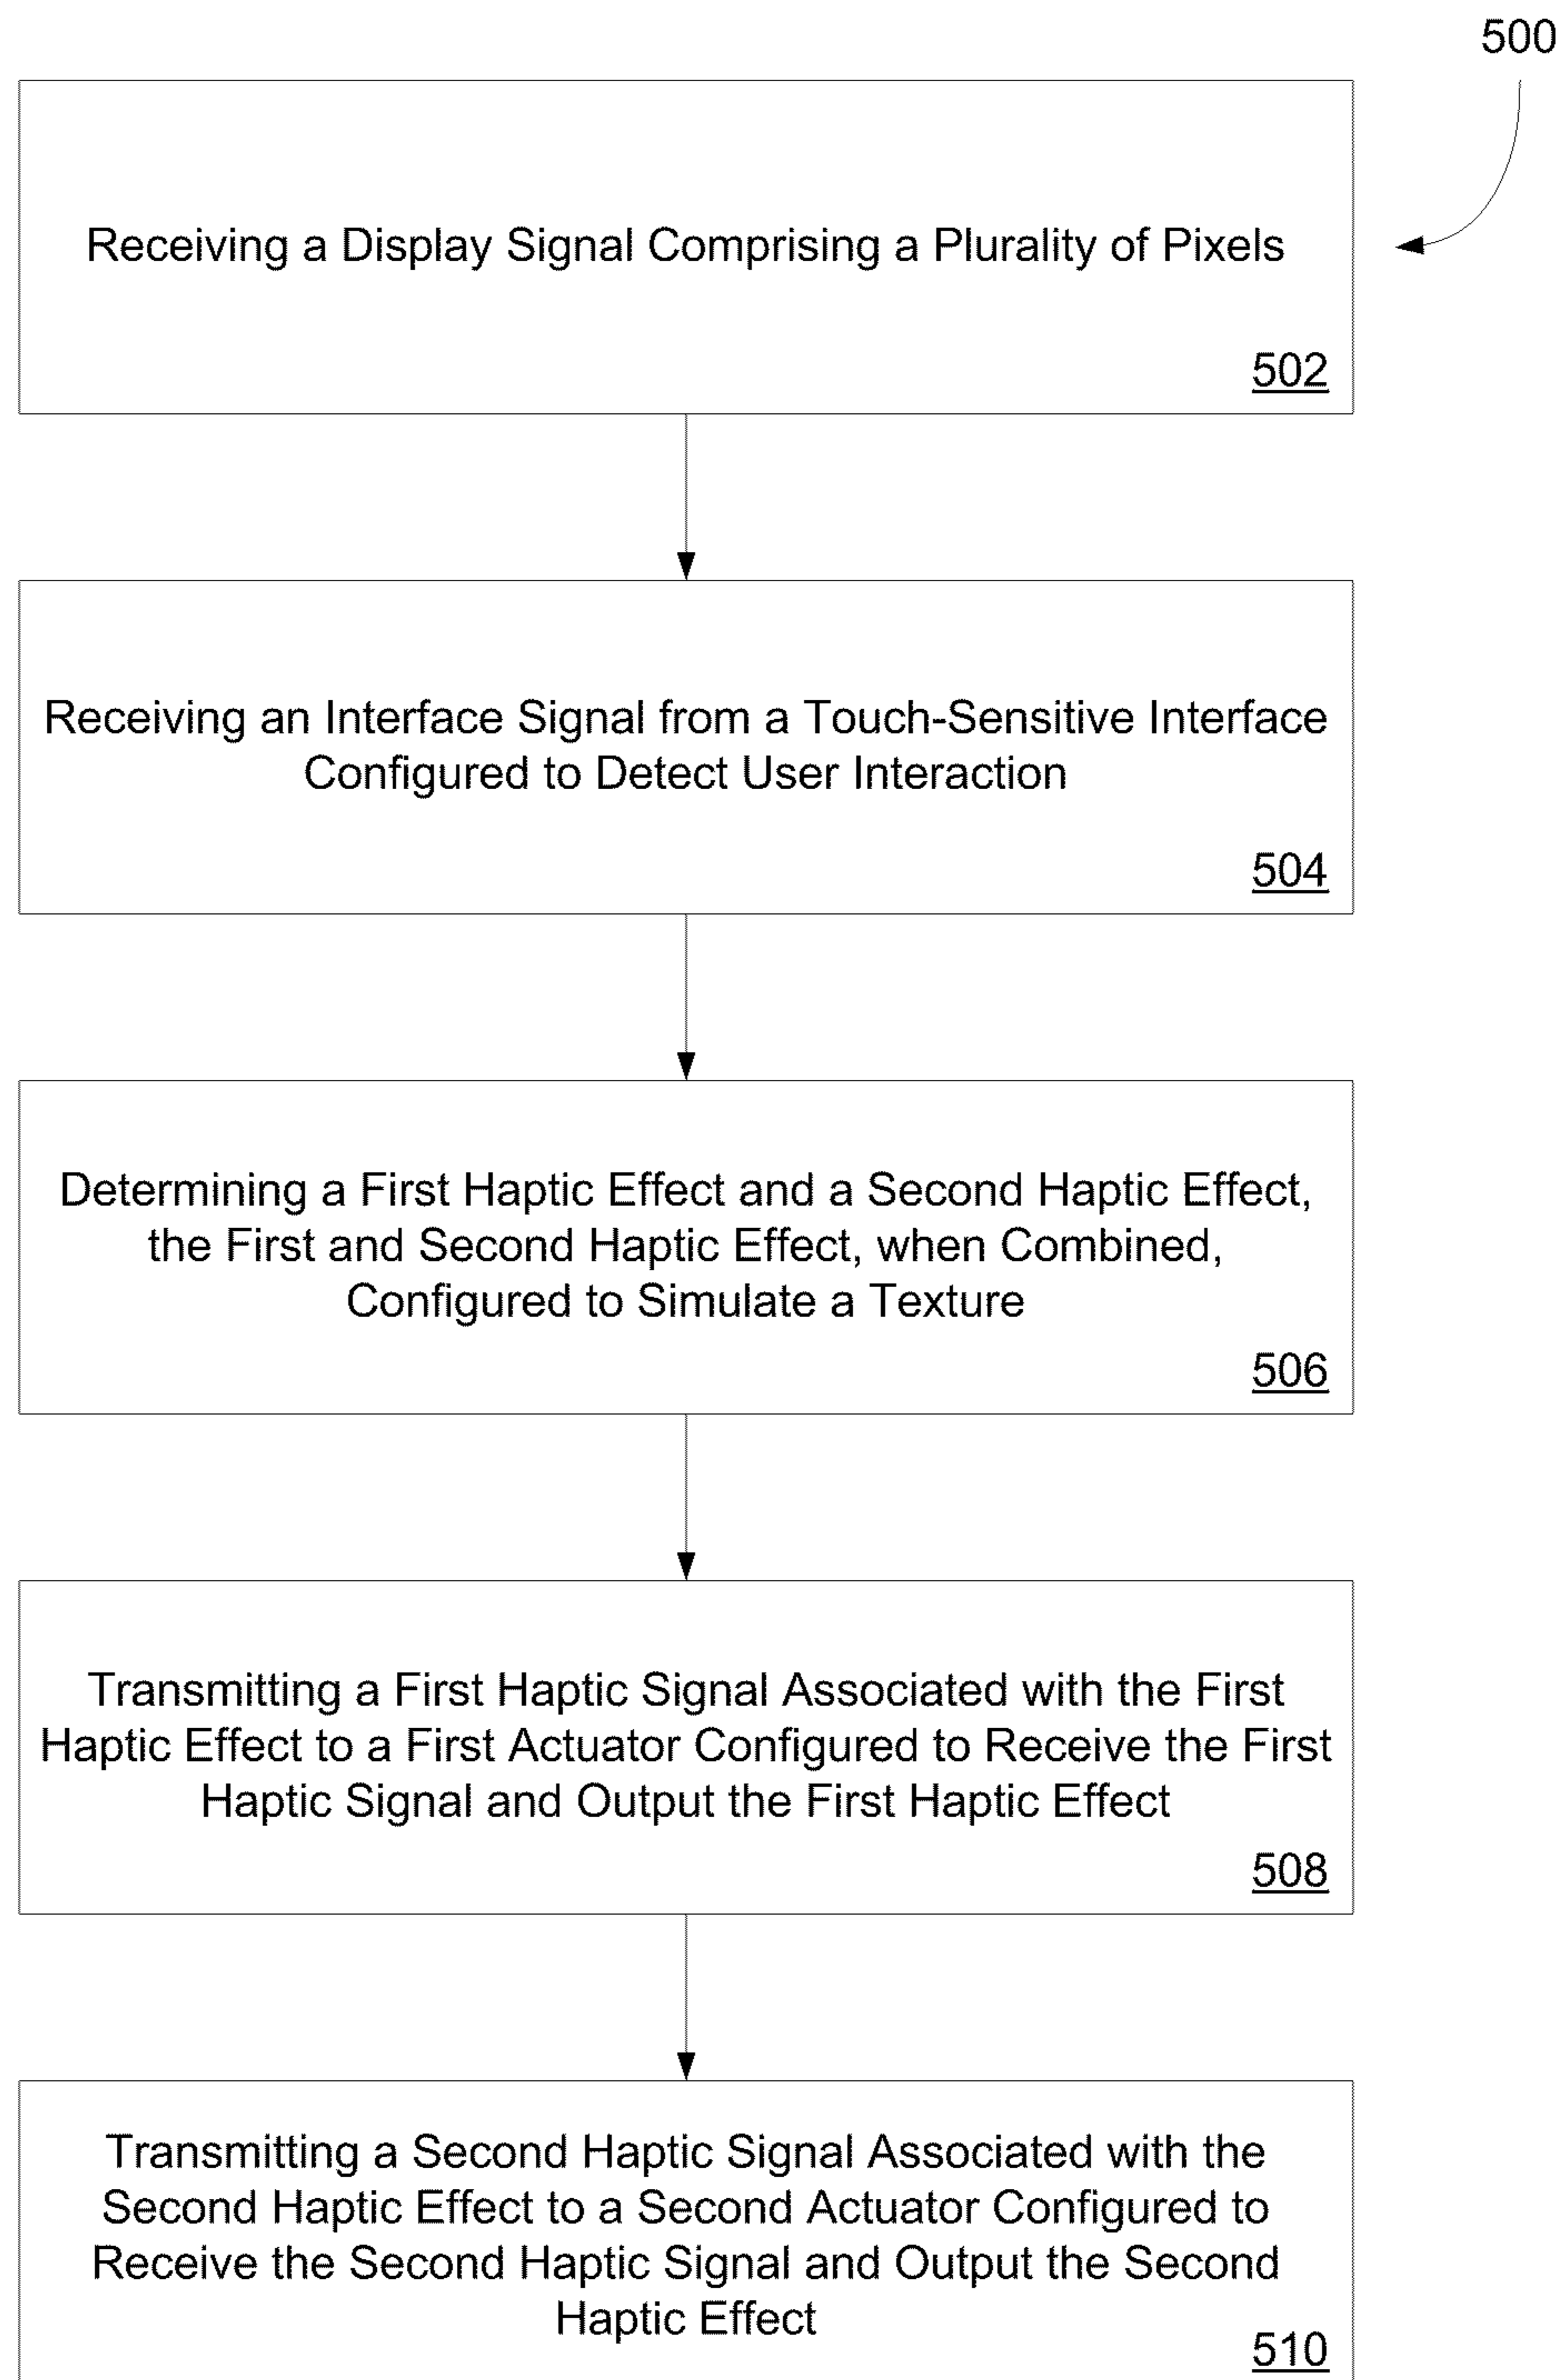 500
Receiving a Display Signal Comprising a Plurality of Pixels
502
Receiving an Interface Signal from a Touch-Sensitive Interface
Configured to Detect User Interaction
504
Determining a First Haptic Effect and a Second Haptic Effect,
the First and Second Haptic Effect, when Combined,
Configured to Simulate a Texture
506
Transmitting a First Haptic Signal Associated with the First
Haptic Effect to a First Actuator Configured to Receive the First
Haptic Signal and Output the First Haptic Effect
508
Transmitting a Second Haptic Signal Associated with the
Second Haptic Effect to a Second Actuator Configured to
Receive the Second Haptic Signal and Output the Second
Haptic Effect
510